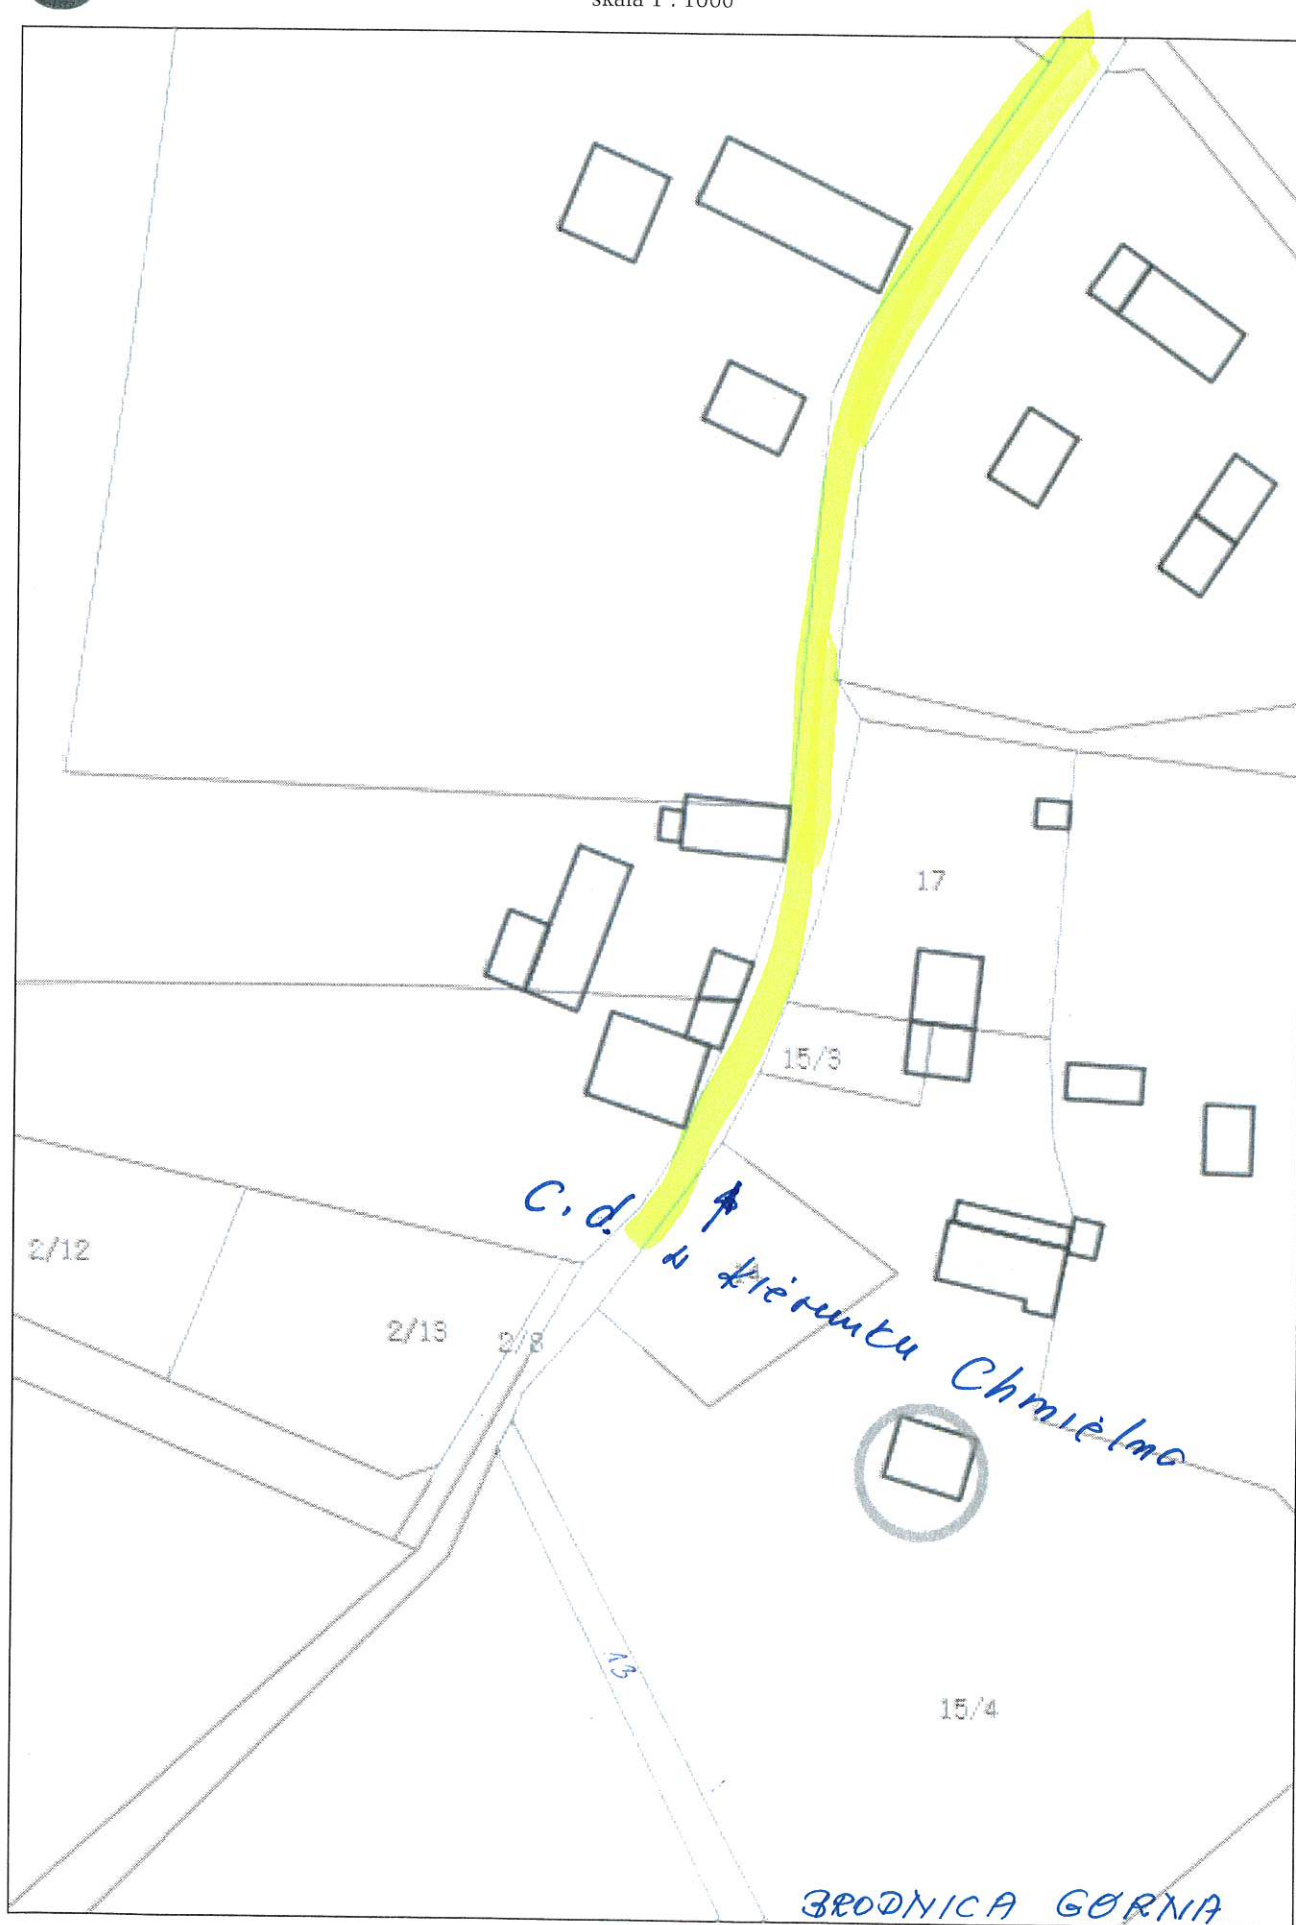 skala 1 : 1000
17
15/3
C. d.
w kierunku Chmielna
2/12
2/13
2/8
13
15/4
BRODNICA GÓRNA